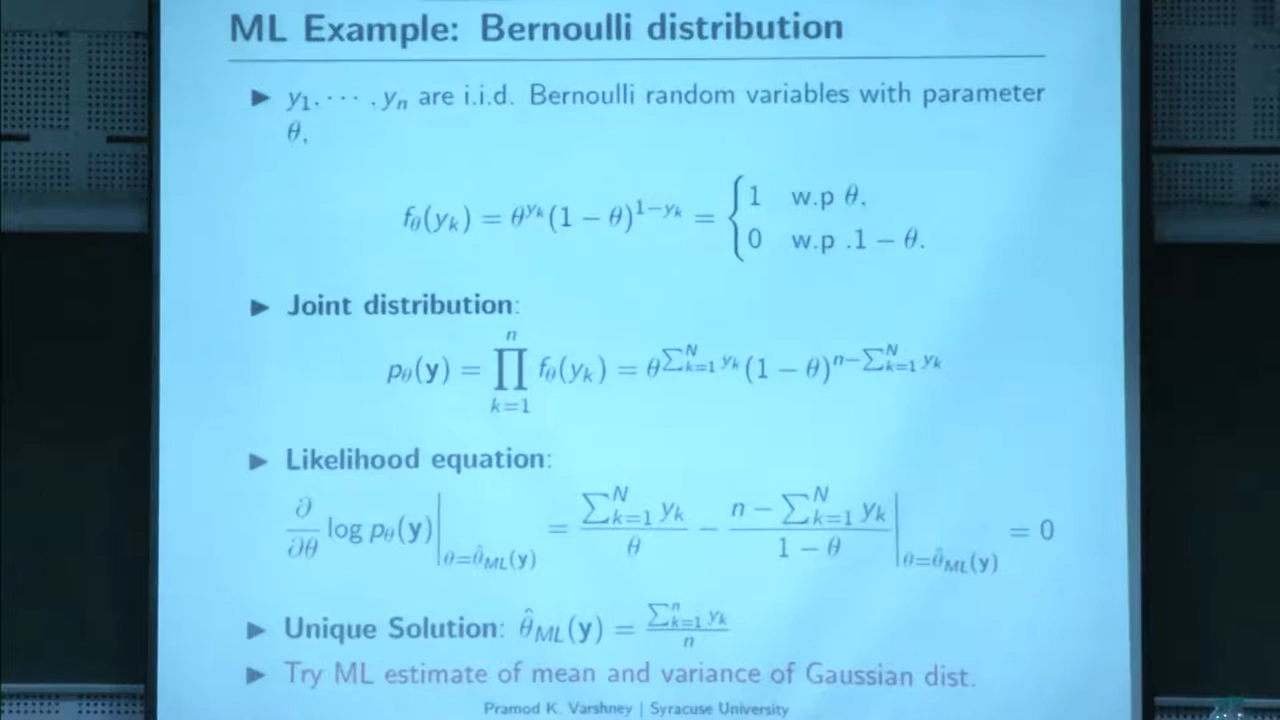 ML Example: Bernoulli distribution
▶ y₁, ⋯ , yₙ are i.i.d. Bernoulli random variables with parameter
θ.
f_θ(y_k) = θ^{y_k}(1 − θ)^{1−y_k} = { 1 w.p θ.
0 w.p .1 − θ.
▶ Joint distribution:
p_θ(y) = ∏_{k=1}^{n} f_θ(y_k) = θ^{∑_{k=1}^{N} y_k}(1 − θ)^{n−∑_{k=1}^{N} y_k}
▶ Likelihood equation:
∂/∂θ log p_θ(y)|_{θ=θ̂_{ML}(y)} = ∑_{k=1}^{N} y_k / θ − (n − ∑_{k=1}^{N} y_k) / (1 − θ)|_{θ=θ̂_{ML}(y)} = 0
▶ Unique Solution: θ̂_{ML}(y) = ∑_{k=1}^{n} y_k / n
▶ Try ML estimate of mean and variance of Gaussian dist.
Pramod K. Varshney | Syracuse University